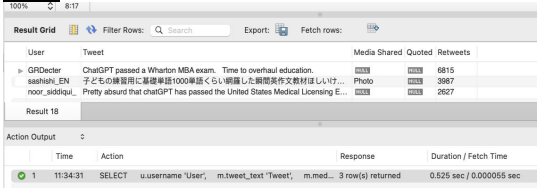 100% 8:17
Result Grid Filter Rows: Search Export: Fetch rows:
User Tweet Media Shared Quoted Retweets
GRDecter ChatGPT passed a Wharton MBA exam. Time to overhaul education. NULL NULL 6815
saahishi_EN 子どもの練習用に基礎単語1000単語くらい網羅した瞬間英作文教材ほしいけ... Photo NULL 3987
noor_siddiqui_ Pretty absurd that chatGPT has passed the United States Medical Licensing E... NULL NULL 2627
Result 18
Action Output
Time Action Response Duration / Fetch Time
1 11:34:31 SELECT u.username 'User', m.tweet_text 'Tweet', m.med... 3 row(s) returned 0.525 sec / 0.000055 sec